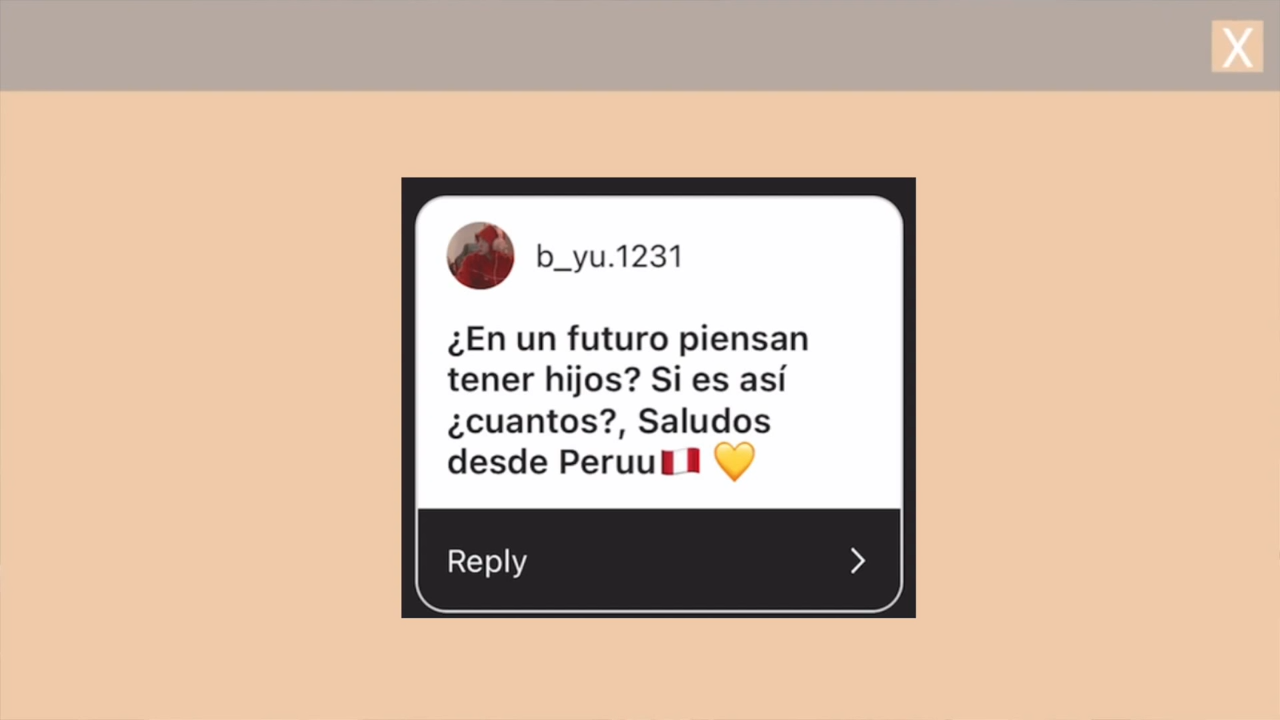 X
b_yu.1231
¿En un futuro piensan
tener hijos? Si es así
¿cuantos?, Saludos
desde Peruu🇵🇪 💛
Reply